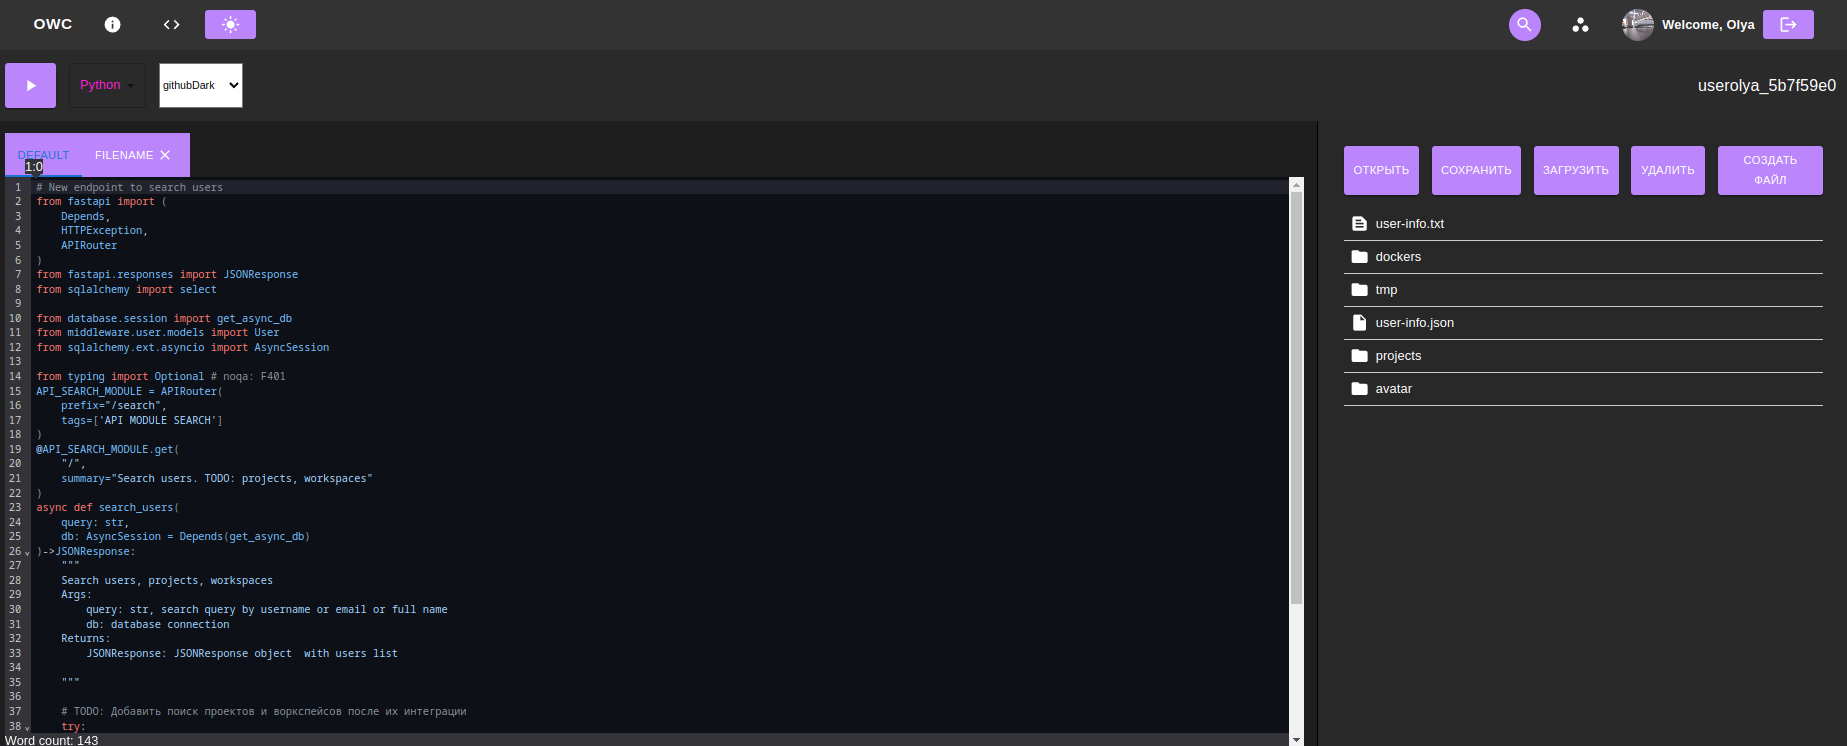 OWC
Welcome, Olya
Python
githubDark
userolya_5b7f59e0
DEFAULT
FILENAME
1:0
1 # New endpoint to search users
2 from fastapi import (
3     Depends,
4     HTTPException,
5     APIRouter
6 )
7 from fastapi.responses import JSONResponse
8 from sqlalchemy import select
9
10 from database.session import get_async_db
11 from middleware.user.models import User
12 from sqlalchemy.ext.asyncio import AsyncSession
13
14 from typing import Optional # noqa: F401
15 API_SEARCH_MODULE = APIRouter(
16     prefix="/search",
17     tags=['API MODULE SEARCH']
18 )
19 @API_SEARCH_MODULE.get(
20     "/",
21     summary="Search users. TODO: projects, workspaces"
22 )
23 async def search_users(
24     query: str,
25     db: AsyncSession = Depends(get_async_db)
26 )->JSONResponse:
27     """
28     Search users, projects, workspaces
29     Args:
30         query: str, search query by username or email or full name
31         db: database connection
32     Returns:
33         JSONResponse: JSONResponse object  with users list
34
35     """
36
37     # TODO: Добавить поиск проектов и воркспейсов после их интеграции
38     try:
Word count: 143
ОТКРЫТЬ
СОХРАНИТЬ
ЗАГРУЗИТЬ
УДАЛИТЬ
СОЗДАТЬ
ФАЙЛ
user-info.txt
dockers
tmp
user-info.json
projects
avatar